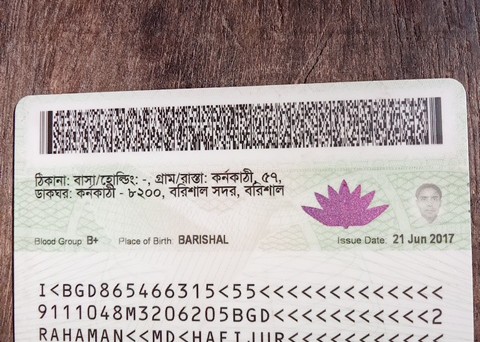 ঠিকানা: বাসা/হোল্ডিং: -, গ্রাম/রাস্তা: কর্নকাঠী, ৫৭,
ডাকঘর: কর্নকাঠী - ৮২০০, বরিশাল সদর, বরিশাল
Blood Group: B+ Place of Birth: BARISHAL Issue Date: 21 Jun 2017
I<BGD865466315<55<<<<<<<<<<<<<
9111048M3206205BGD<<<<<<<<<<<2
RAHAMAN<<MD<HAFIJUR<<<<<<<<<<<